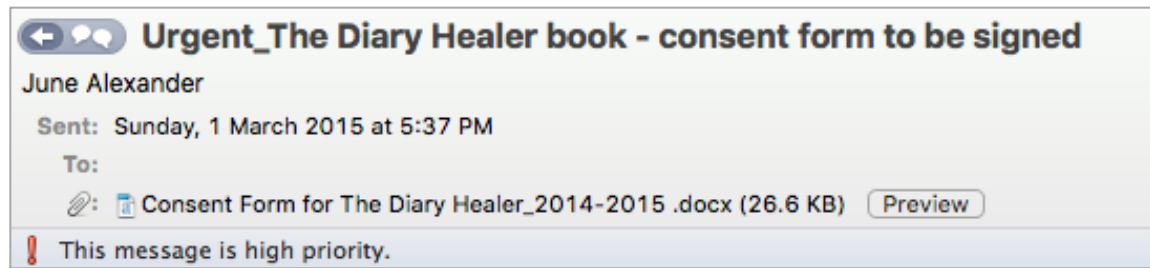 Urgent_The Diary Healer book - consent form to be signed
June Alexander
Sent: Sunday, 1 March 2015 at 5:37 PM
To:
: Consent Form for The Diary Healer_2014-2015 .docx (26.6 KB) Preview
This message is high priority.